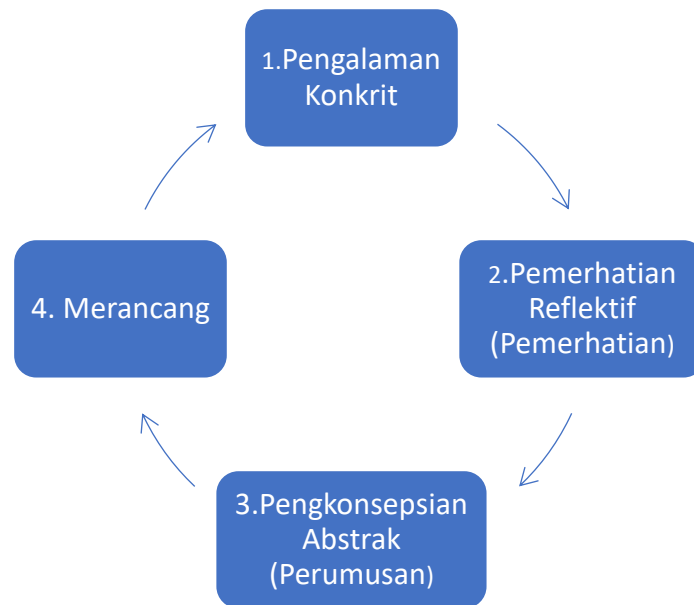 1.Pengalaman
Konkrit
2.Pemerhatian
Reflektif
(Pemerhatian)
3.Pengkonsepsian
Abstrak
(Perumusan)
4. Merancang